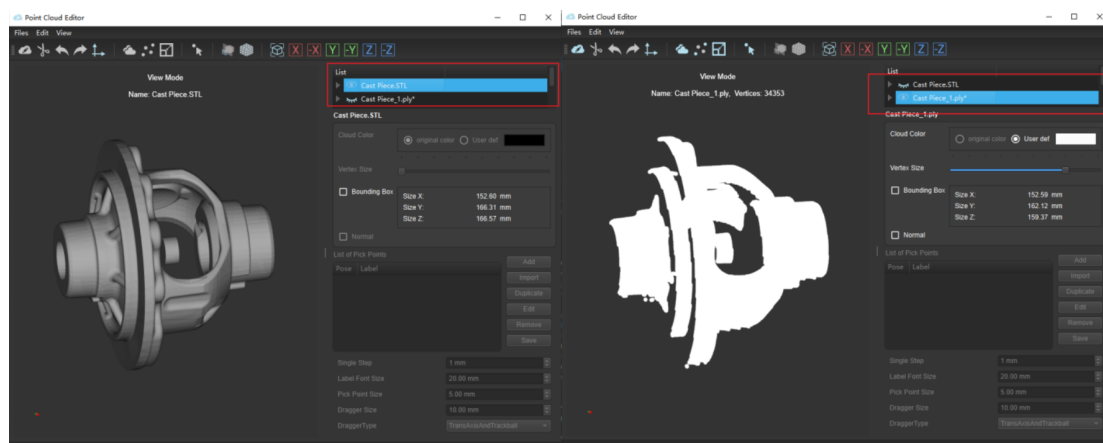 Point Cloud Editor
Files Edit View
X -X Y -Y Z -Z
View Mode
Name: Cast Piece.STL
List
Cast Piece.STL
Cast Piece_1.ply*
Cast Piece.STL
Cloud Color
original color User def
Vertex Size
Bounding Box
Size X: 152.60 mm
Size Y: 166.31 mm
Size Z: 166.57 mm
Normal
List of Pick Points
Pose Label
Add
Import
Duplicate
Edit
Remove
Save
Single Step 1 mm
Label Font Size 20.00 mm
Pick Point Size 5.00 mm
Dragger Size 10.00 mm
DraggerType TransAxisAndTrackball
Point Cloud Editor
Files Edit View
X -X Y -Y Z -Z
View Mode
Name: Cast Piece_1.ply, Vertices: 34353
List
Cast Piece.STL
Cast Piece_1.ply*
Cast Piece_1.ply
Cloud Color
original color User def
Vertex Size
Bounding Box
Size X: 152.59 mm
Size Y: 162.12 mm
Size Z: 159.37 mm
Normal
List of Pick Points
Pose Label
Add
Import
Duplicate
Edit
Remove
Save
Single Step 1 mm
Label Font Size 20.00 mm
Pick Point Size 5.00 mm
Dragger Size 10.00 mm
DraggerType TransAxisAndTrackball